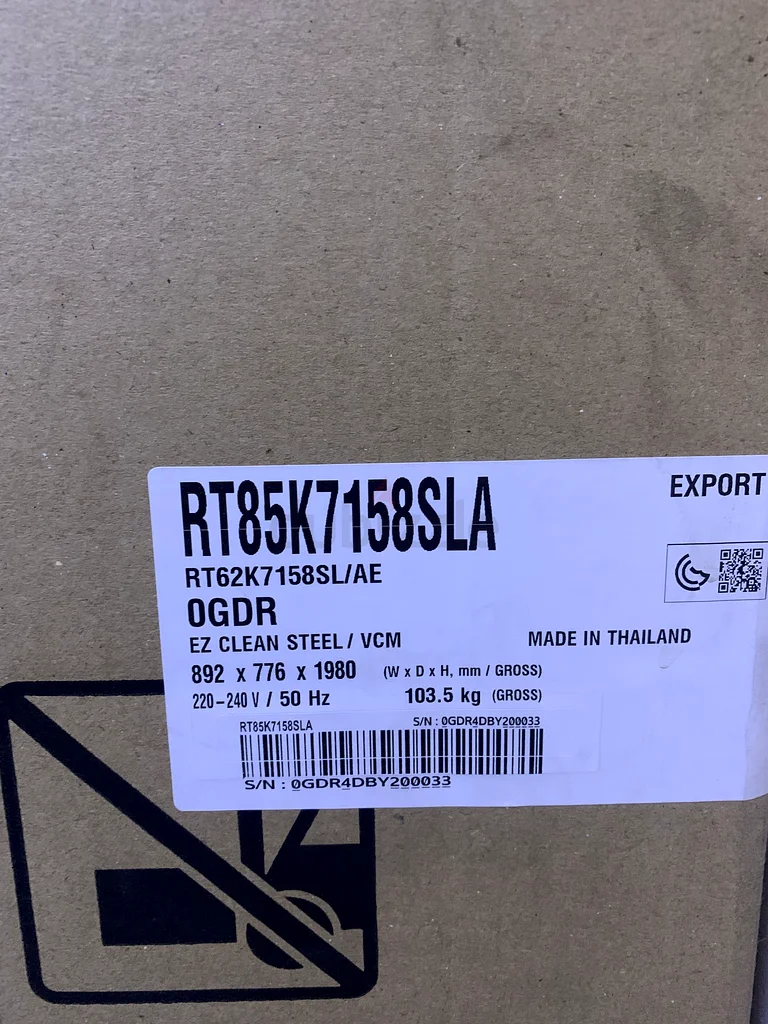 RT85K7158SLA
EXPORT
RT62K7158SL/AE
0GDR
EZ CLEAN STEEL / VCM
MADE IN THAILAND
892 x 776 x 1980 (W x D x H, mm / GROSS)
220-240 V / 50 Hz 103.5 kg (GROSS)
RT85K7158SLA S/N : 0GDR4DBY200033
S/N : 0GDR4DBY200033